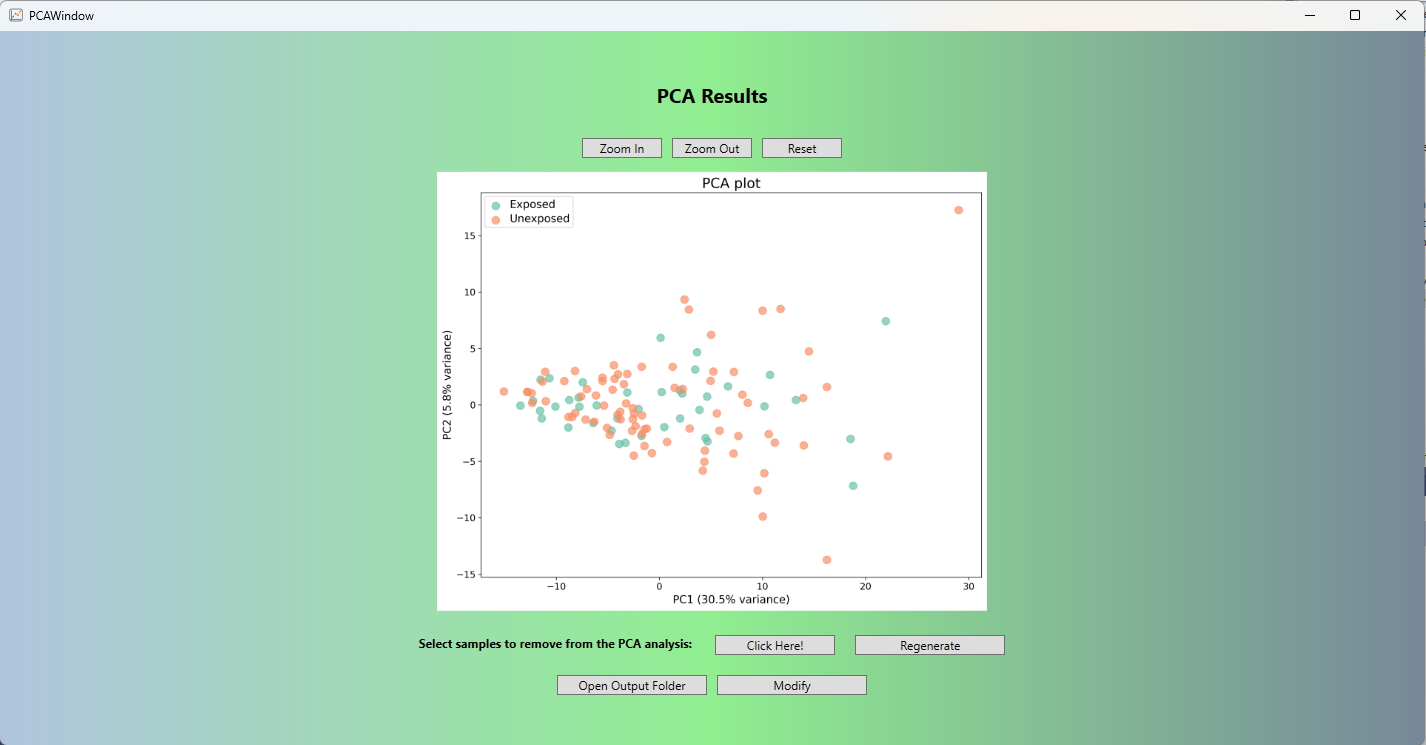 PCAWindow
PCA Results
Zoom In Zoom Out Reset
PCA plot
Exposed
Unexposed
15
10
5
0
−5
−10
−15
PC2 (5.8% variance)
−10 0 10 20 30
PC1 (30.5% variance)
Select samples to remove from the PCA analysis: Click Here! Regenerate
Open Output Folder Modify